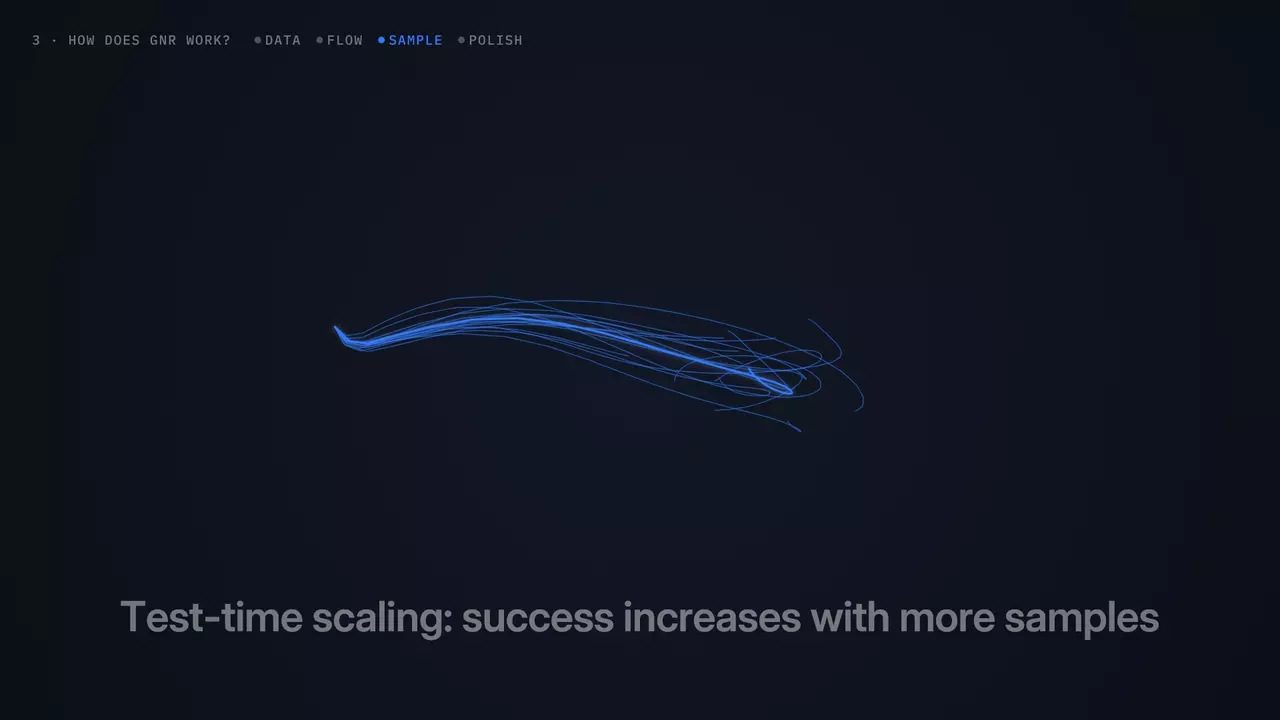 3 · HOW DOES GNR WORK? DATA FLOW SAMPLE POLISH
Test-time scaling: success increases with more samples